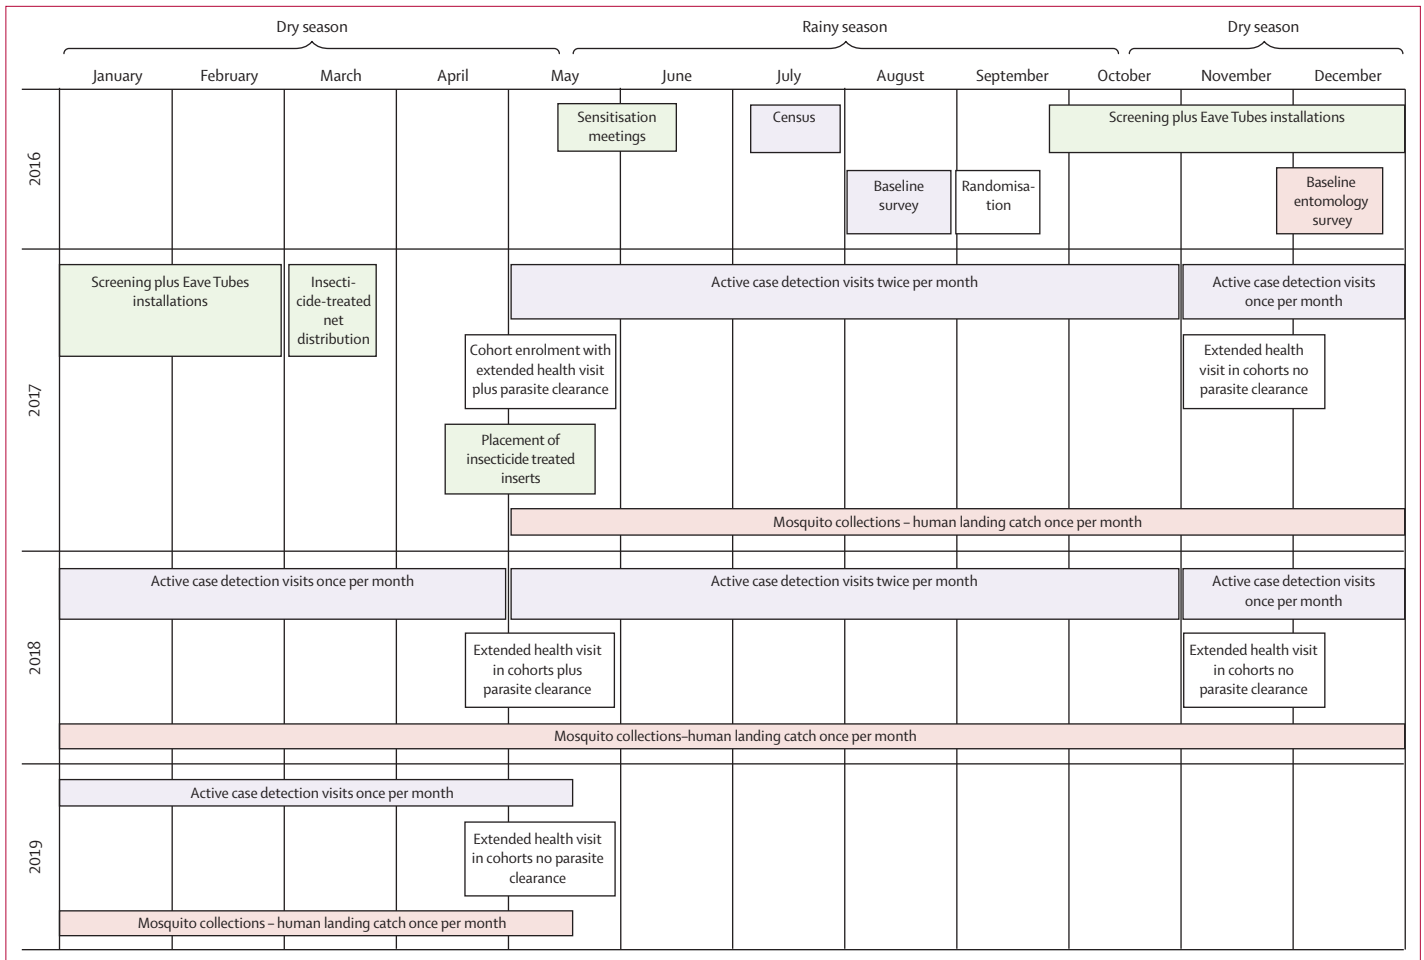 Dry season
Rainy season
Dry season
January
February
March
April
May
June
July
August
September
October
November
December
2016
Sensitisation
meetings
Census
Screening plus Eave Tubes installations
Baseline
survey
Randomisa-
tion
Baseline
entomology
survey
2017
Screening plus Eave Tubes
installations
Insecti-
cide-treated
net
distribution
Active case detection visits twice per month
Active case detection visits
once per month
Cohort enrolment with
extended health visit
plus parasite clearance
Extended health
visit in cohorts no
parasite clearance
Placement of
insecticide treated
inserts
Mosquito collections – human landing catch once per month
2018
Active case detection visits once per month
Active case detection visits twice per month
Active case detection visits
once per month
Extended health visit
in cohorts plus
parasite clearance
Extended health visit
in cohorts no
parasite clearance
Mosquito collections–human landing catch once per month
2019
Active case detection visits once per month
Extended health visit
in cohorts no parasite
clearance
Mosquito collections – human landing catch once per month